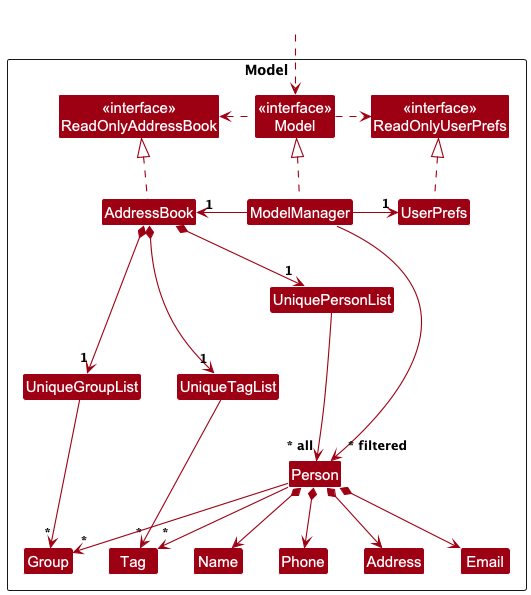 Model
«interface»
ReadOnlyAddressBook
«interface»
Model
«interface»
ReadOnlyUserPrefs
AddressBook
1
ModelManager
1
UserPrefs
1
UniquePersonList
1
UniqueGroupList
1
UniqueTagList
* all
* filtered
Person
*
*
*
*
Group
Tag
Name
Phone
Address
Email